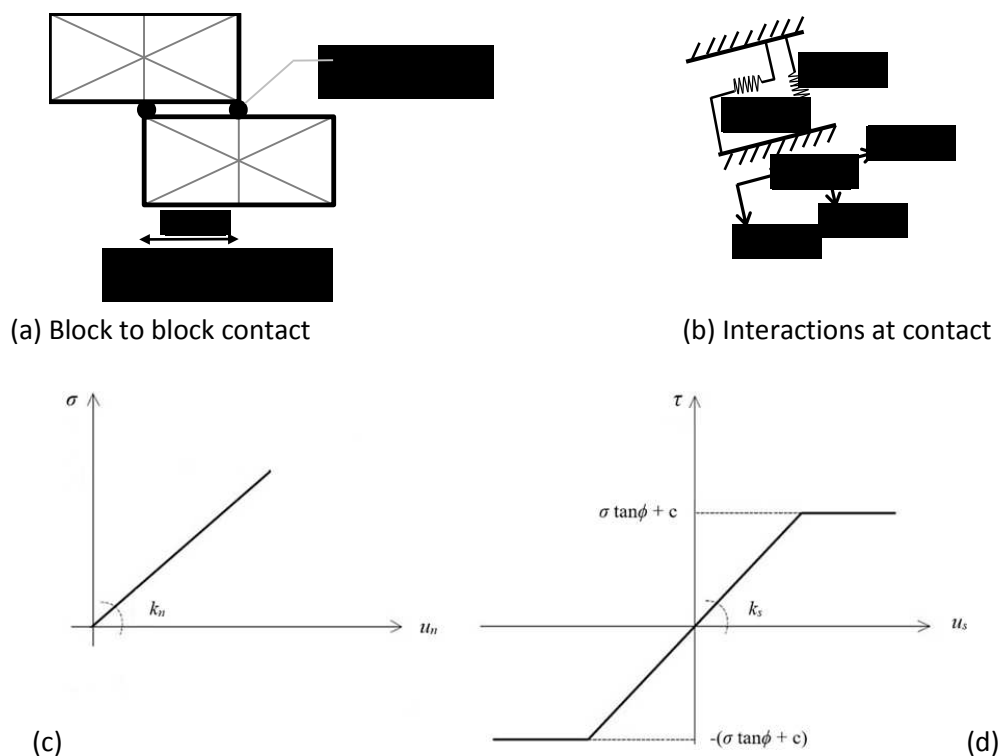 (a) Block to block contact
(b) Interactions at contact
σ
kₙ
uₙ
(c)
τ
σ tanϕ + c
kₛ
uₛ
-(σ tanϕ + c)
(d)